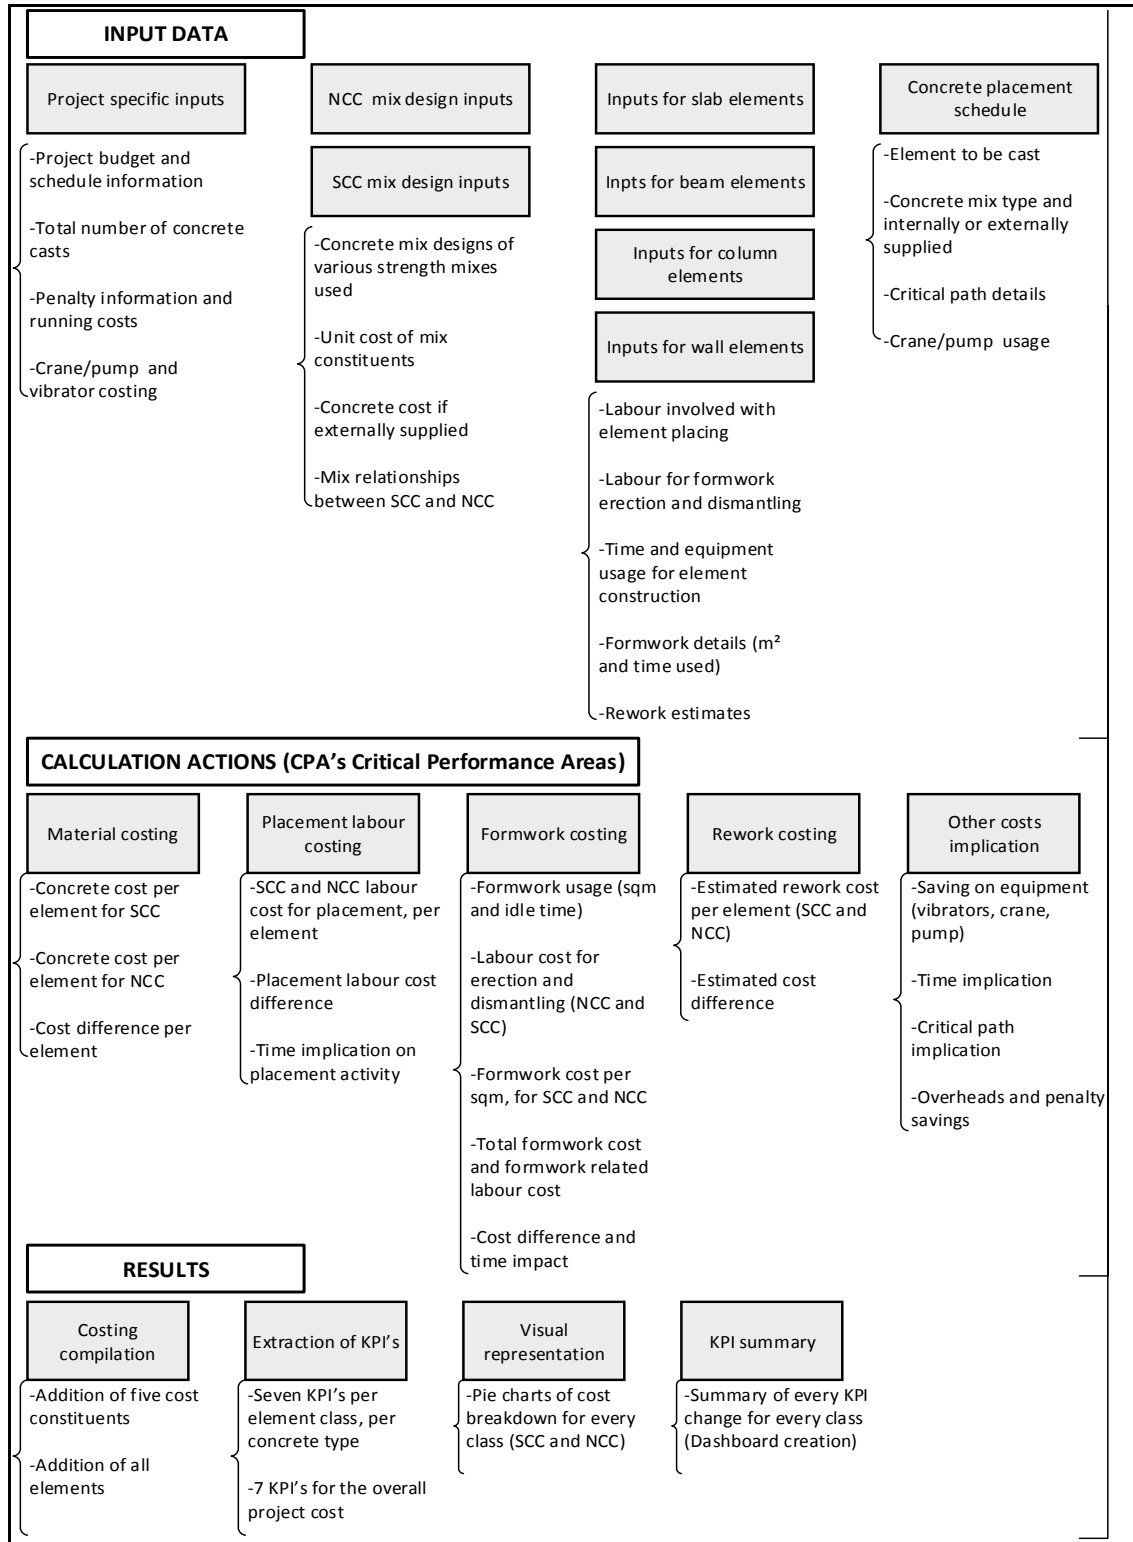 INPUT DATA
Project specific inputs
-Project budget and
schedule information
-Total number of concrete
casts
-Penalty information and
running costs
-Crane/pump and
vibrator costing
NCC mix design inputs
SCC mix design inputs
-Concrete mix designs of
various strength mixes
used
-Unit cost of mix
constituents
-Concrete cost if
externally supplied
-Mix relationships
between SCC and NCC
Inputs for slab elements
Inpts for beam elements
Inputs for column
elements
Inputs for wall elements
-Labour involved with
element placing
-Labour for formwork
erection and dismantling
-Time and equipment
usage for element
construction
-Formwork details (m²
and time used)
-Rework estimates
Concrete placement
schedule
-Element to be cast
-Concrete mix type and
internally or externally
supplied
-Critical path details
-Crane/pump usage
CALCULATION ACTIONS (CPA's Critical Performance Areas)
Material costing
-Concrete cost per
element for SCC
-Concrete cost per
element for NCC
-Cost difference per
element
Placement labour
costing
-SCC and NCC labour
cost for placement, per
element
-Placement labour cost
difference
-Time implication on
placement activity
Formwork costing
-Formwork usage (sqm
and idle time)
-Labour cost for
erection and
dismantling (NCC and
SCC)
-Formwork cost per
sqm, for SCC and NCC
-Total formwork cost
and formwork related
labour cost
-Cost difference and
time impact
Rework costing
-Estimated rework cost
per element (SCC and
NCC)
-Estimated cost
difference
Other costs
implication
-Saving on equipment
(vibrators, crane,
pump)
-Time implication
-Critical path
implication
-Overheads and penalty
savings
RESULTS
Costing
compilation
-Addition of five cost
constituents
-Addition of all
elements
Extraction of KPI's
-Seven KPI's per
element class, per
concrete type
-7 KPI's for the overall
project cost
Visual
representation
-Pie charts of cost
breakdown for every
class (SCC and NCC)
KPI summary
-Summary of every KPI
change for every class
(Dashboard creation)